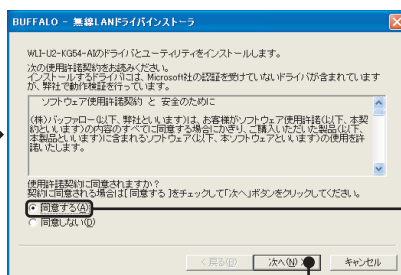 BUFFALO - 無線LANドライバインストーラ
WLI-U2-KG54-AIのドライバとユーティリティをインストールします。
次の使用許諾契約をお読みください。
インストールするドライバには、Microsoft社の認証を受けていないドライバが含まれています
が、弊社で動作検証を行っています。
ソフトウェア使用許諾契約 と 安全のために
(株)バッファロー(以下、弊社といいます)は、お客様がソフトウェア使用許諾(以下、本契
約といいます)の内容のすべてに同意する場合にかぎり、ご購入いただいた製品(以下、
本製品といいます)に含まれるソフトウェア(以下、本ソフトウェアといいます)の使用を許
諾いたします。
使用許諾契約に同意されますか?
契約に同意される場合は[同意する]をチェックして「次へ」ボタンをクリックしてください。
同意する(A)
同意しない(D)
< 戻る(B) 次へ(N) > キャンセル